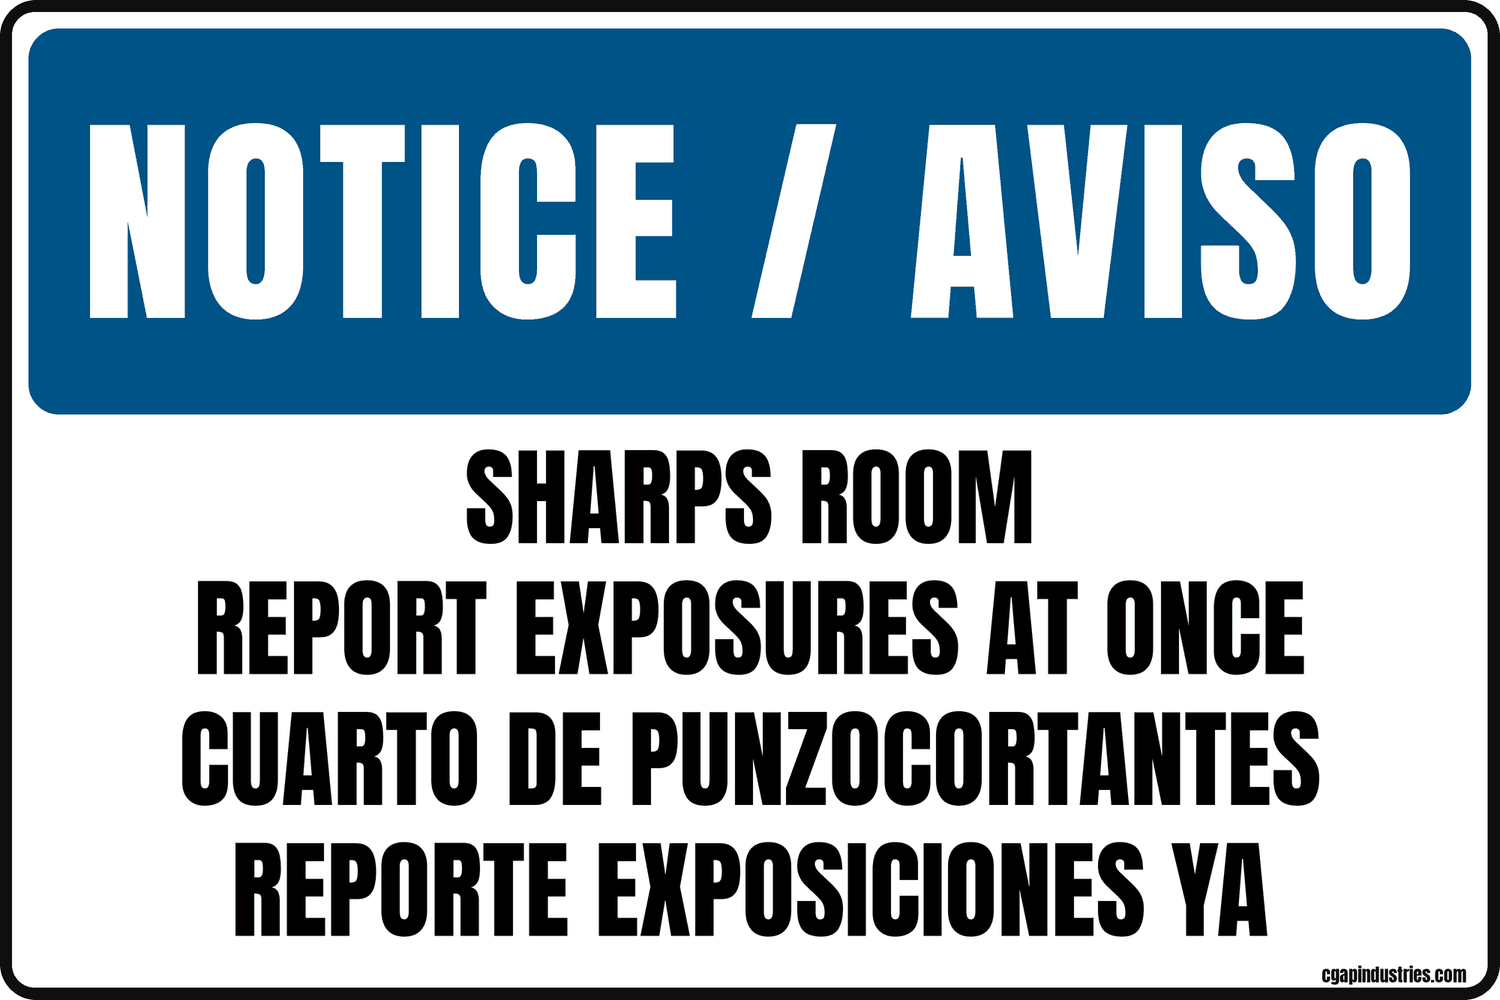 NOTICE / AVISO
SHARPS ROOM
REPORT EXPOSURES AT ONCE
CUARTO DE PUNZOCORTANTES
REPORTE EXPOSICIONES YA
cgapindustries.com